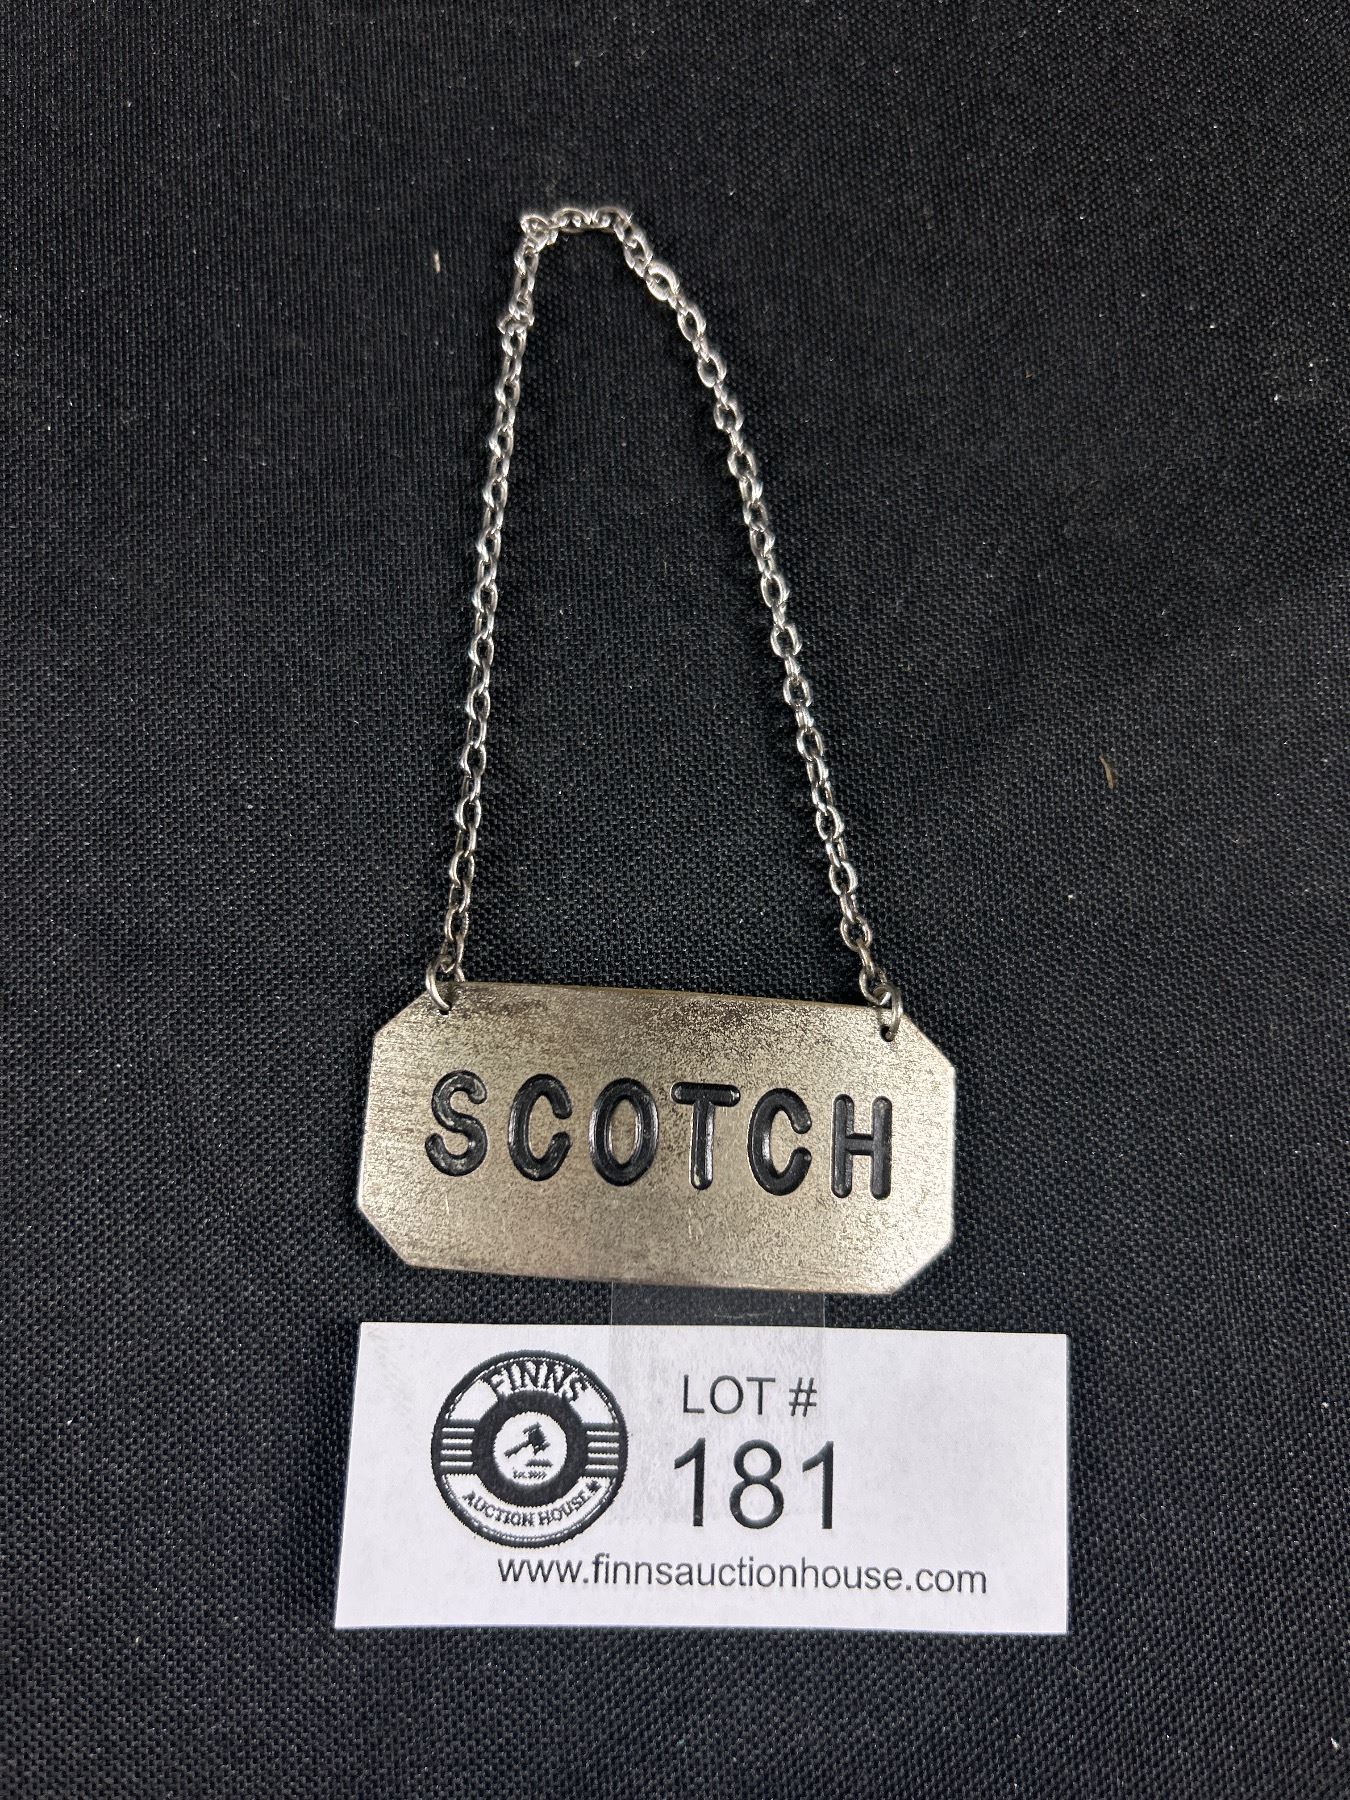 SCOTCH
FINNS
AUCTION HOUSE
LOT #
181
www.finnsauctionhouse.com